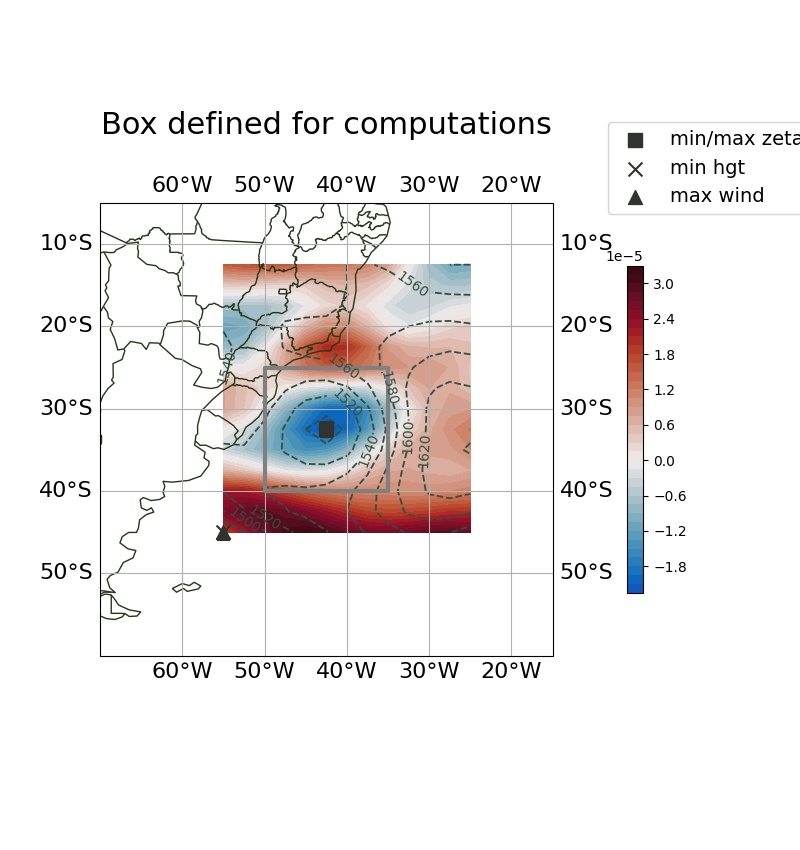 Box defined for computations
min/max zeta
min hgt
max wind
60°W 50°W 40°W 30°W 20°W
10°S 10°S
1e−5
1560
3.0
20°S 20°S
2.4
1540
1560
1580
1.8
1520
1.2
30°S 30°S
0.6
1540
1600
1620
0.0
40°S 40°S
−0.6
1520
1500
−1.2
50°S 50°S
−1.8
60°W 50°W 40°W 30°W 20°W